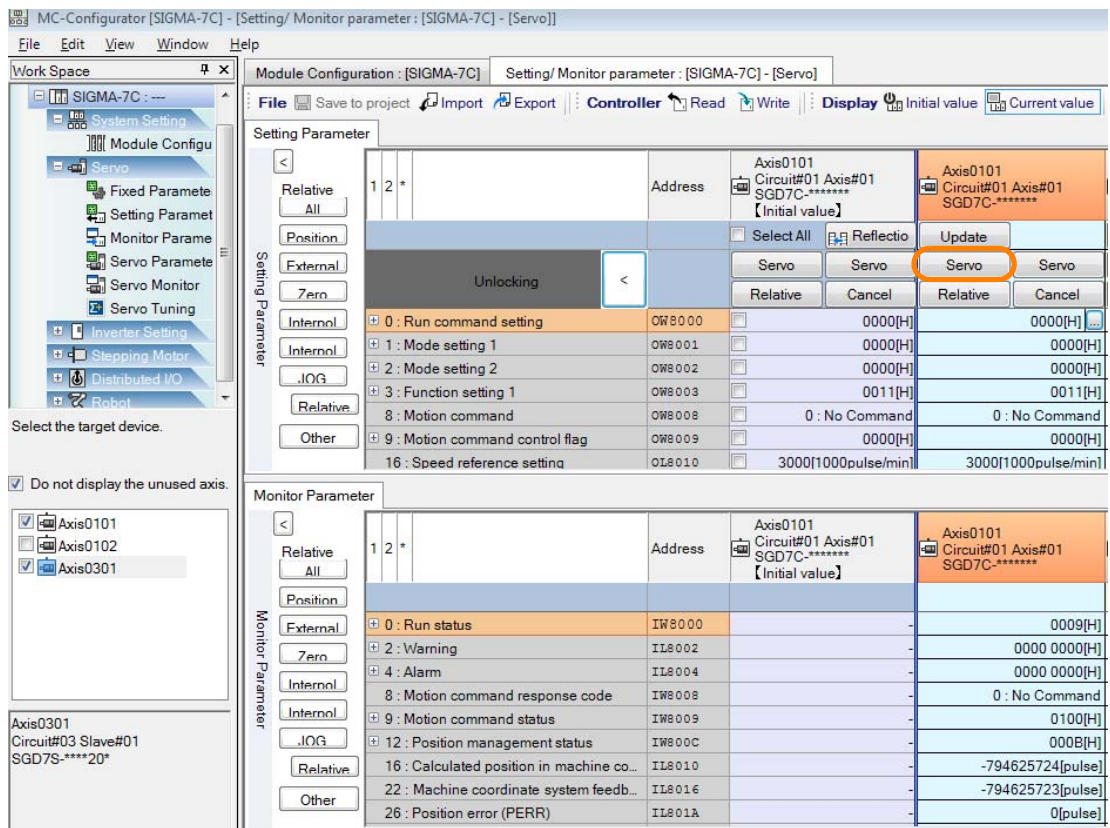 MC-Configurator [SIGMA-7C] - [Setting/ Monitor parameter : [SIGMA-7C] - [Servo]]
File Edit View Window Help
Work Space
SIGMA-7C : ---
System Setting
Module Configu
Servo
Fixed Paramete
Setting Paramet
Monitor Parame
Servo Paramete
Servo Monitor
Servo Tuning
Inverter Setting
Stepping Motor
Distributed I/O
Robot
Select the target device.
Do not display the unused axis.
Axis0101
Axis0102
Axis0301
Axis0301
Circuit#03 Slave#01
SGD7S-****20*
Module Configuration : [SIGMA-7C] Setting/ Monitor parameter : [SIGMA-7C] - [Servo]
File Save to project Import Export Controller Read Write Display Initial value Current value
Setting Parameter
Setting Parameter
<
Relative
All
Position
External
Zero
Internol
Internol
JOG
Relative
Other
1 2 * Address
Axis0101
Circuit#01 Axis#01
SGD7C-*******
【Initial value】
Axis0101
Circuit#01 Axis#01
SGD7C-*******
Select All Reflectio Update
Unlocking <
Servo Servo Servo Servo
Relative Cancel Relative Cancel
0 : Run command setting OW8000 0000[H] 0000[H] ...
1 : Mode setting 1 OW8001 0000[H] 0000[H]
2 : Mode setting 2 OW8002 0000[H] 0000[H]
3 : Function setting 1 OW8003 0011[H] 0011[H]
8 : Motion command OW8008 0 : No Command 0 : No Command
9 : Motion command control flag OW8009 0000[H] 0000[H]
16 : Speed reference setting OL8010 3000[1000pulse/min] 3000[1000pulse/min]
Monitor Parameter
Monitor Parameter
<
Relative
All
Position
External
Zero
Internol
Internol
JOG
Relative
Other
1 2 * Address
Axis0101
Circuit#01 Axis#01
SGD7C-*******
【Initial value】
Axis0101
Circuit#01 Axis#01
SGD7C-*******
0 : Run status IW8000 - 0009[H]
2 : Warning IL8002 - 0000 0000[H]
4 : Alarm IL8004 - 0000 0000[H]
8 : Motion command response code IW8008 - 0 : No Command
9 : Motion command status IW8009 - 0100[H]
12 : Position management status IW800C - 000B[H]
16 : Calculated position in machine co... IL8010 - -794625724[pulse]
22 : Machine coordinate system feedb... IL8016 - -794625723[pulse]
26 : Position error (PERR) IL801A - 0[pulse]